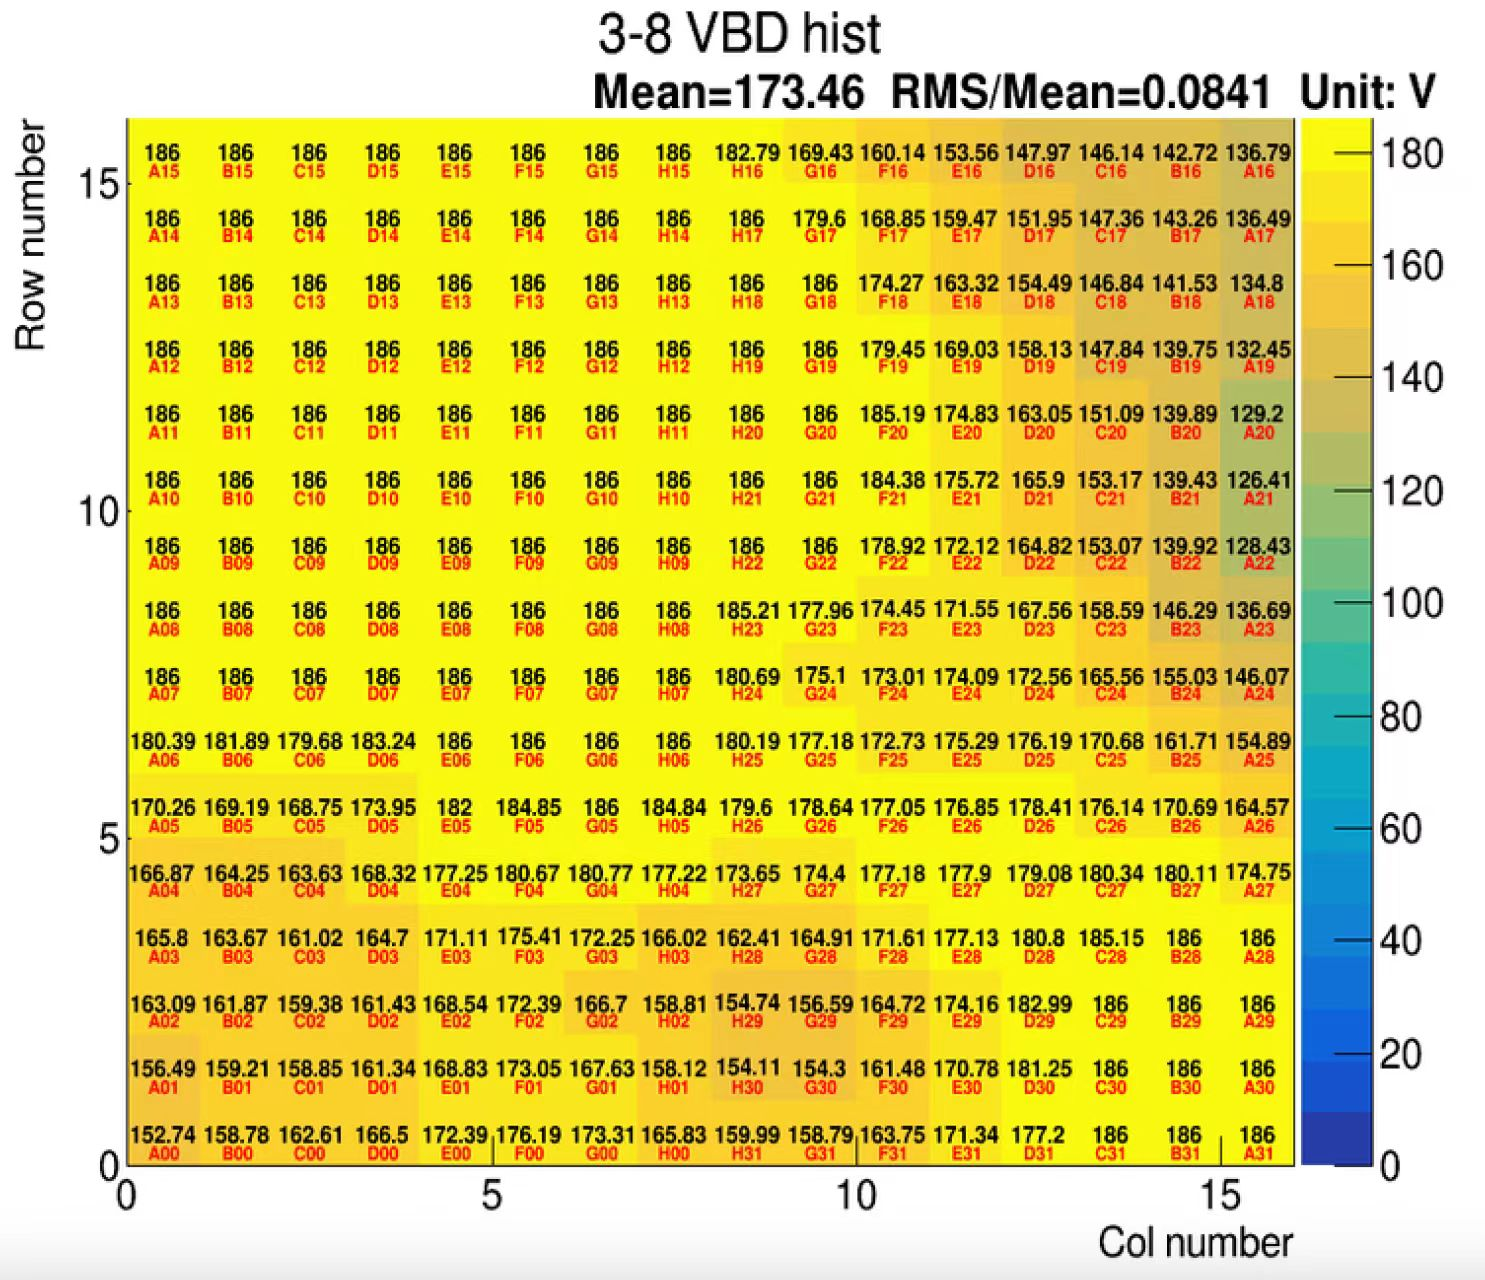 3-8 VBD hist
Mean=173.46 RMS/Mean=0.0841 Unit: V
Row number
15
10
5
0
186 186 186 186 186 186 186 186 182.79 169.43 160.14 153.56 147.97 146.14 142.72 136.79
A15 B15 C15 D15 E15 F15 G15 H15 H16 G16 F16 E16 D16 C16 B16 A16
186 186 186 186 186 186 186 186 186 179.6 168.85 159.47 151.95 147.36 143.26 136.49
A14 B14 C14 D14 E14 F14 G14 H14 H17 G17 F17 E17 D17 C17 B17 A17
186 186 186 186 186 186 186 186 186 186 174.27 163.32 154.49 146.84 141.53 134.8
A13 B13 C13 D13 E13 F13 G13 H13 H18 G18 F18 E18 D18 C18 B18 A18
186 186 186 186 186 186 186 186 186 186 179.45 169.03 158.13 147.84 139.75 132.45
A12 B12 C12 D12 E12 F12 G12 H12 H19 G19 F19 E19 D19 C19 B19 A19
186 186 186 186 186 186 186 186 186 186 185.19 174.83 163.05 151.09 139.89 129.2
A11 B11 C11 D11 E11 F11 G11 H11 H20 G20 F20 E20 D20 C20 B20 A20
186 186 186 186 186 186 186 186 186 186 184.38 175.72 165.9 153.17 139.43 126.41
A10 B10 C10 D10 E10 F10 G10 H10 H21 G21 F21 E21 D21 C21 B21 A21
186 186 186 186 186 186 186 186 186 186 178.92 172.12 164.82 153.07 139.92 128.43
A09 B09 C09 D09 E09 F09 G09 H09 H22 G22 F22 E22 D22 C22 B22 A22
186 186 186 186 186 186 186 186 185.21 177.96 174.45 171.55 167.56 158.59 146.29 136.69
A08 B08 C08 D08 E08 F08 G08 H08 H23 G23 F23 E23 D23 C23 B23 A23
186 186 186 186 186 186 186 186 180.69 175.1 173.01 174.09 172.56 165.56 155.03 146.07
A07 B07 C07 D07 E07 F07 G07 H07 H24 G24 F24 E24 D24 C24 B24 A24
180.39 181.89 179.68 183.24 186 186 186 186 180.19 177.18 172.73 175.29 176.19 170.68 161.71 154.89
A06 B06 C06 D06 E06 F06 G06 H06 H25 G25 F25 E25 D25 C25 B25 A25
170.26 169.19 168.75 173.95 182 184.85 186 184.84 179.6 178.64 177.05 176.85 178.41 176.14 170.69 164.57
A05 B05 C05 D05 E05 F05 G05 H05 H26 G26 F26 E26 D26 C26 B26 A26
166.87 164.25 163.63 168.32 177.25 180.67 180.77 177.22 173.65 174.4 177.18 177.9 179.08 180.34 180.11 174.75
A04 B04 C04 D04 E04 F04 G04 H04 H27 G27 F27 E27 D27 C27 B27 A27
165.8 163.67 161.02 164.7 171.11 175.41 172.25 166.02 162.41 164.91 171.61 177.13 180.8 185.15 186 186
A03 B03 C03 D03 E03 F03 G03 H03 H28 G28 F28 E28 D28 C28 B28 A28
163.09 161.87 159.38 161.43 168.54 172.39 166.7 158.81 154.74 156.59 164.72 174.16 182.99 186 186 186
A02 B02 C02 D02 E02 F02 G02 H02 H29 G29 F29 E29 D29 C29 B29 A29
156.49 159.21 158.85 161.34 168.83 173.05 167.63 158.12 154.11 154.3 161.48 170.78 181.25 186 186 186
A01 B01 C01 D01 E01 F01 G01 H01 H30 G30 F30 E30 D30 C30 B30 A30
152.74 158.78 162.61 166.5 172.39 176.19 173.31 165.83 159.99 158.79 163.75 171.34 177.2 186 186 186
A00 B00 C00 D00 E00 F00 G00 H00 H31 G31 F31 E31 D31 C31 B31 A31
0 5 10 15
Col number
180
160
140
120
100
80
60
40
20
0